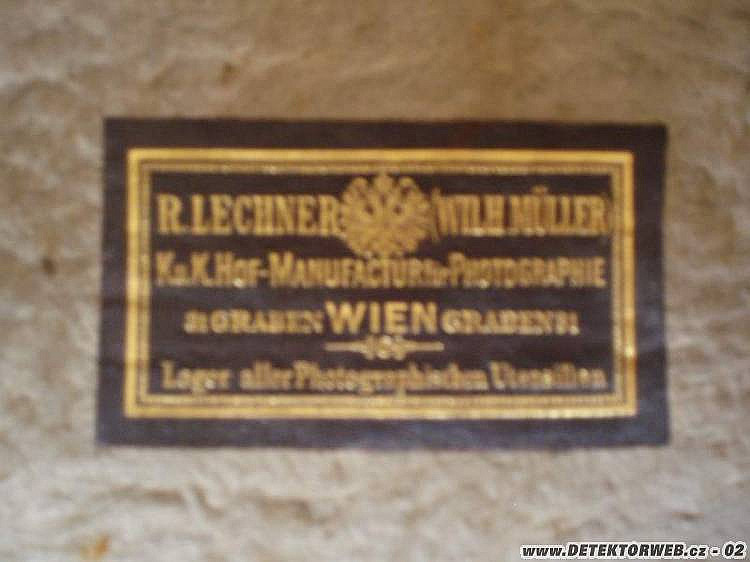 R. LECHNER (WILH. MÜLLER)
K.u.K. HOF-MANUFACTUR für PHOTOGRAPHIE
31 GRABEN WIEN GRABEN 31
Lager aller Photographischen Utensilien
www.DETEKTORWEB.cz - 02